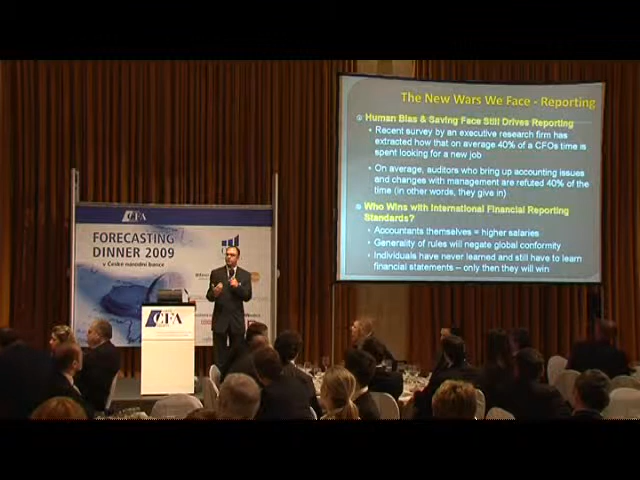 The New Wars We Face - Reporting
Human Bias & Saving Face Still Drives Reporting
Recent survey by an executive research firm has
extracted how that on average 40% of a CFOs time is
spent looking for a new job
On average, auditors who bring up accounting issues
and changes with management are refuted 40% of the
time (in other words, they give in)
Who Wins with International Financial Reporting
Standards?
Accountants themselves = higher salaries
Generality of rules will negate global conformity
Individuals have never learned and still have to learn
financial statements – only then they will win
CFA
FORECASTING
DINNER 2009
v České národní bance
CFA